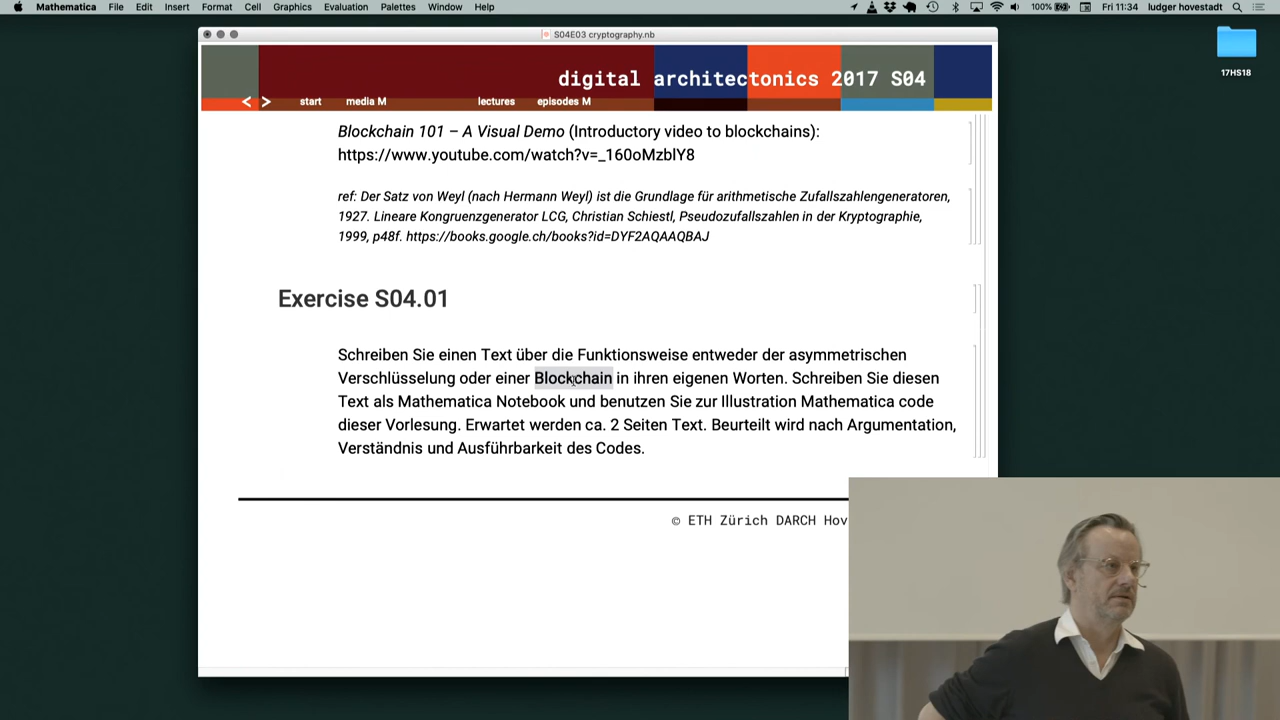 Mathematica File Edit Insert Format Cell Graphics Evaluation Palettes Window Help 100% Fri 11:34 ludger hovestadt
S04E03 cryptography.nb
17HS18
digital architectonics 2017 S04
< > start media M lectures episodes M
Blockchain 101 – A Visual Demo (Introductory video to blockchains):
https://www.youtube.com/watch?v=_160oMzblY8
ref: Der Satz von Weyl (nach Hermann Weyl) ist die Grundlage für arithmetische Zufallszahlengeneratoren,
1927. Lineare Kongruenzgenerator LCG, Christian Schiestl, Pseudozufallszahlen in der Kryptographie,
1999, p48f. https://books.google.ch/books?id=DYF2AQAAQBAJ
Exercise S04.01
Schreiben Sie einen Text über die Funktionsweise entweder der asymmetrischen
Verschlüsselung oder einer Blockchain in ihren eigenen Worten. Schreiben Sie diesen
Text als Mathematica Notebook und benutzen Sie zur Illustration Mathematica code
dieser Vorlesung. Erwartet werden ca. 2 Seiten Text. Beurteilt wird nach Argumentation,
Verständnis und Ausführbarkeit des Codes.
© ETH Zürich DARCH Hov